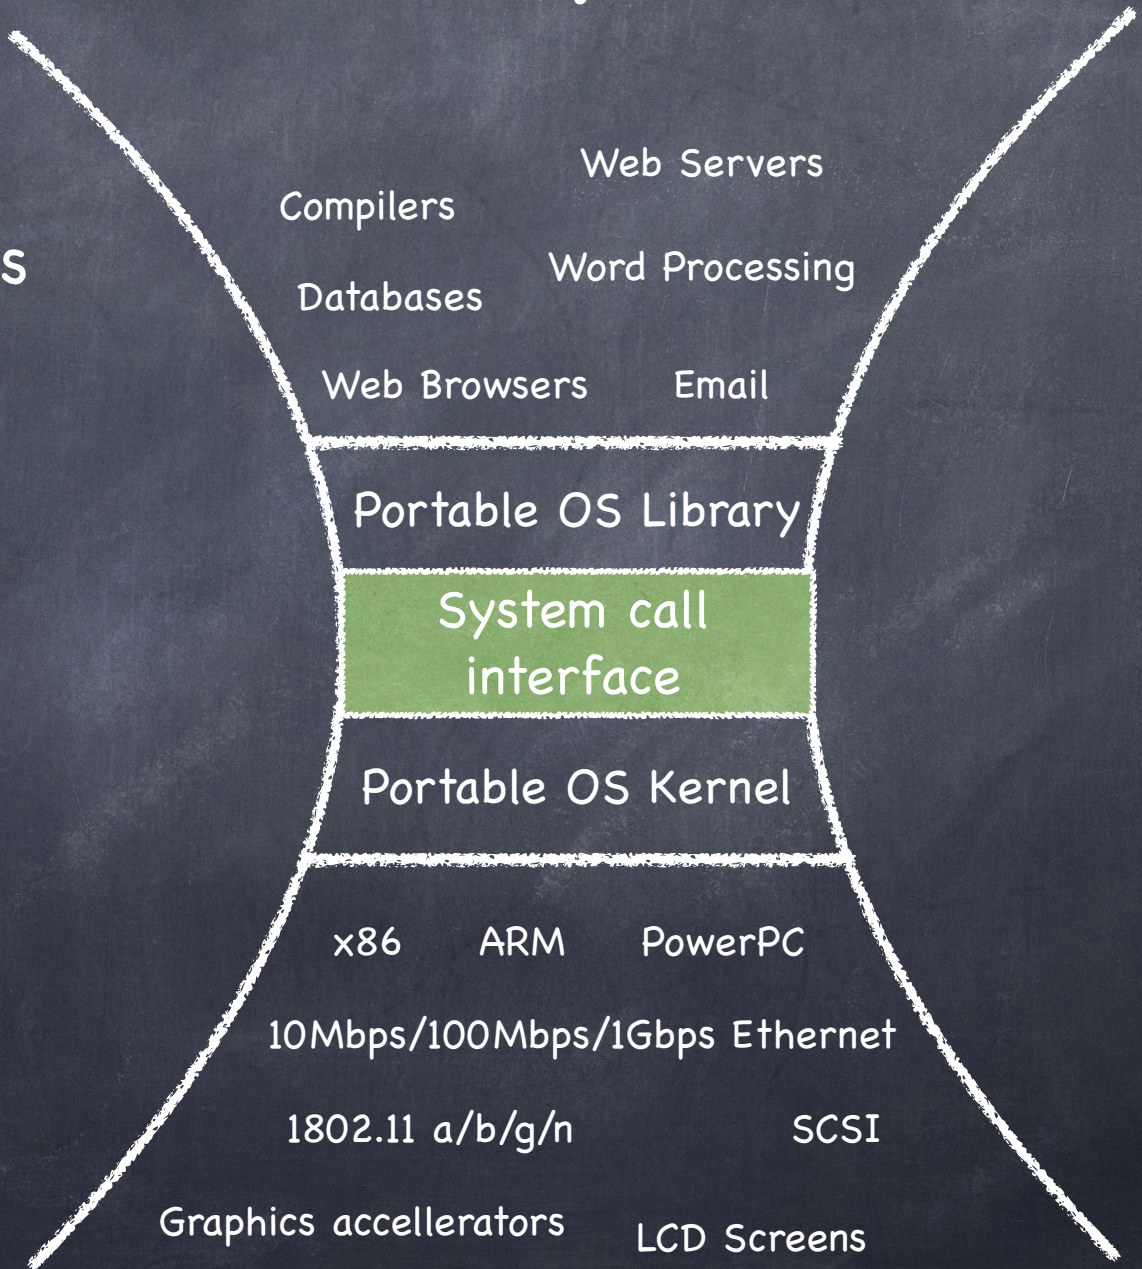 Web Servers
Compilers
s
Word Processing
Databases
Web Browsers Email
Portable OS Library
System call
interface
Portable OS Kernel
x86 ARM PowerPC
10Mbps/100Mbps/1Gbps Ethernet
1802.11 a/b/g/n SCSI
Graphics accellerators
LCD Screens